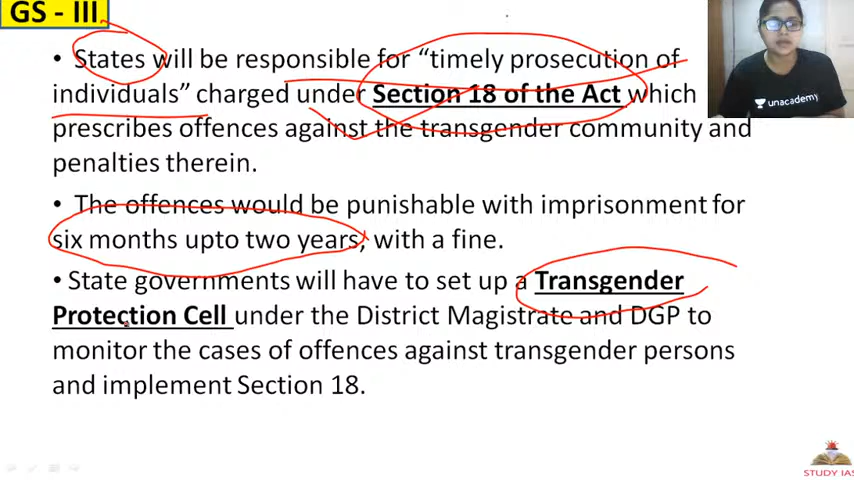 GS - III
• States will be responsible for “timely prosecution of
individuals” charged under Section 18 of the Act which
prescribes offences against the transgender community and
penalties therein.
• The offences would be punishable with imprisonment for
six months upto two years, with a fine.
• State governments will have to set up a Transgender
Protection Cell under the District Magistrate and DGP to
monitor the cases of offences against transgender persons
and implement Section 18.
unacademy
STUDY IAS